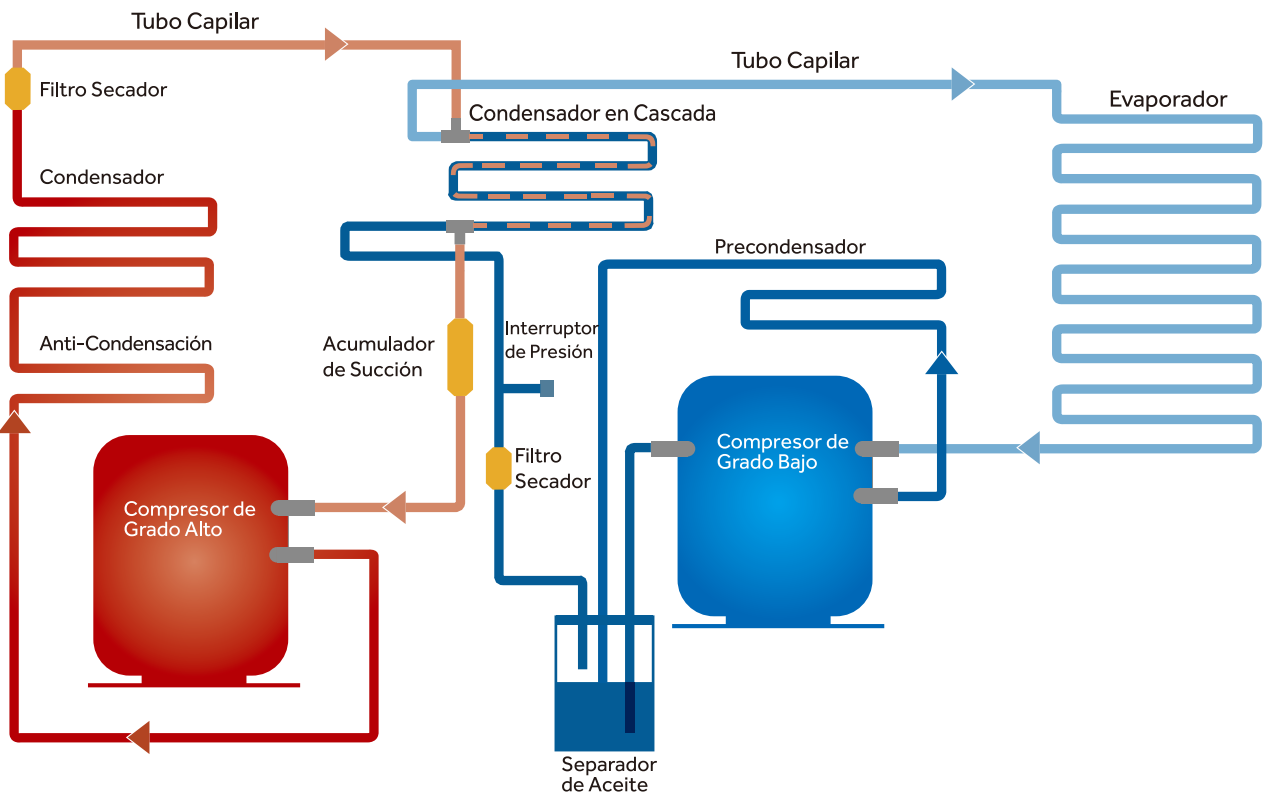 Tubo Capilar
Tubo Capilar
Filtro Secador
Evaporador
Condensador en Cascada
Condensador
Precondensador
Anti-Condensación
Acumulador
de Succión
Interruptor
de Presión
Compresor de
Grado Bajo
Filtro
Secador
Compresor de
Grado Alto
Separador
de Aceite